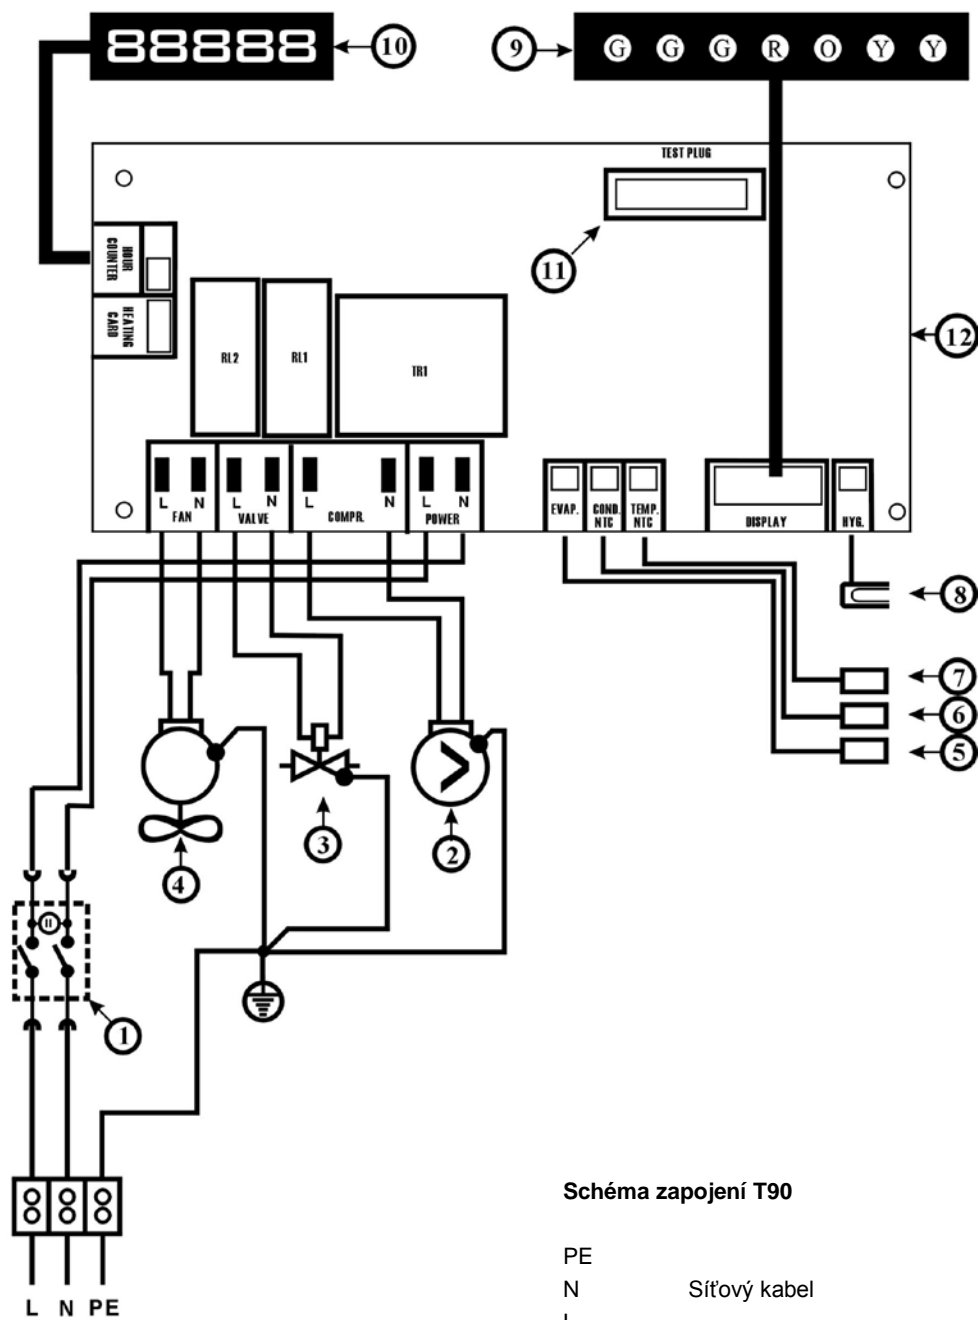 88888
10
9
G G G R O Y Y
TEST PLUG
11
HOUR
COUNTER
HEATING
CARD
12
RL2
RL1
TR1
L N L N L N L N
FAN VALVE COMPR. POWER
EVAP.
COND.
NTC
TEMP.
NTC
DISPLAY
HYG.
8
7
6
5
4
3
2
II
1
L N PE
Schéma zapojení T90
PE
N Síťový kabel
L